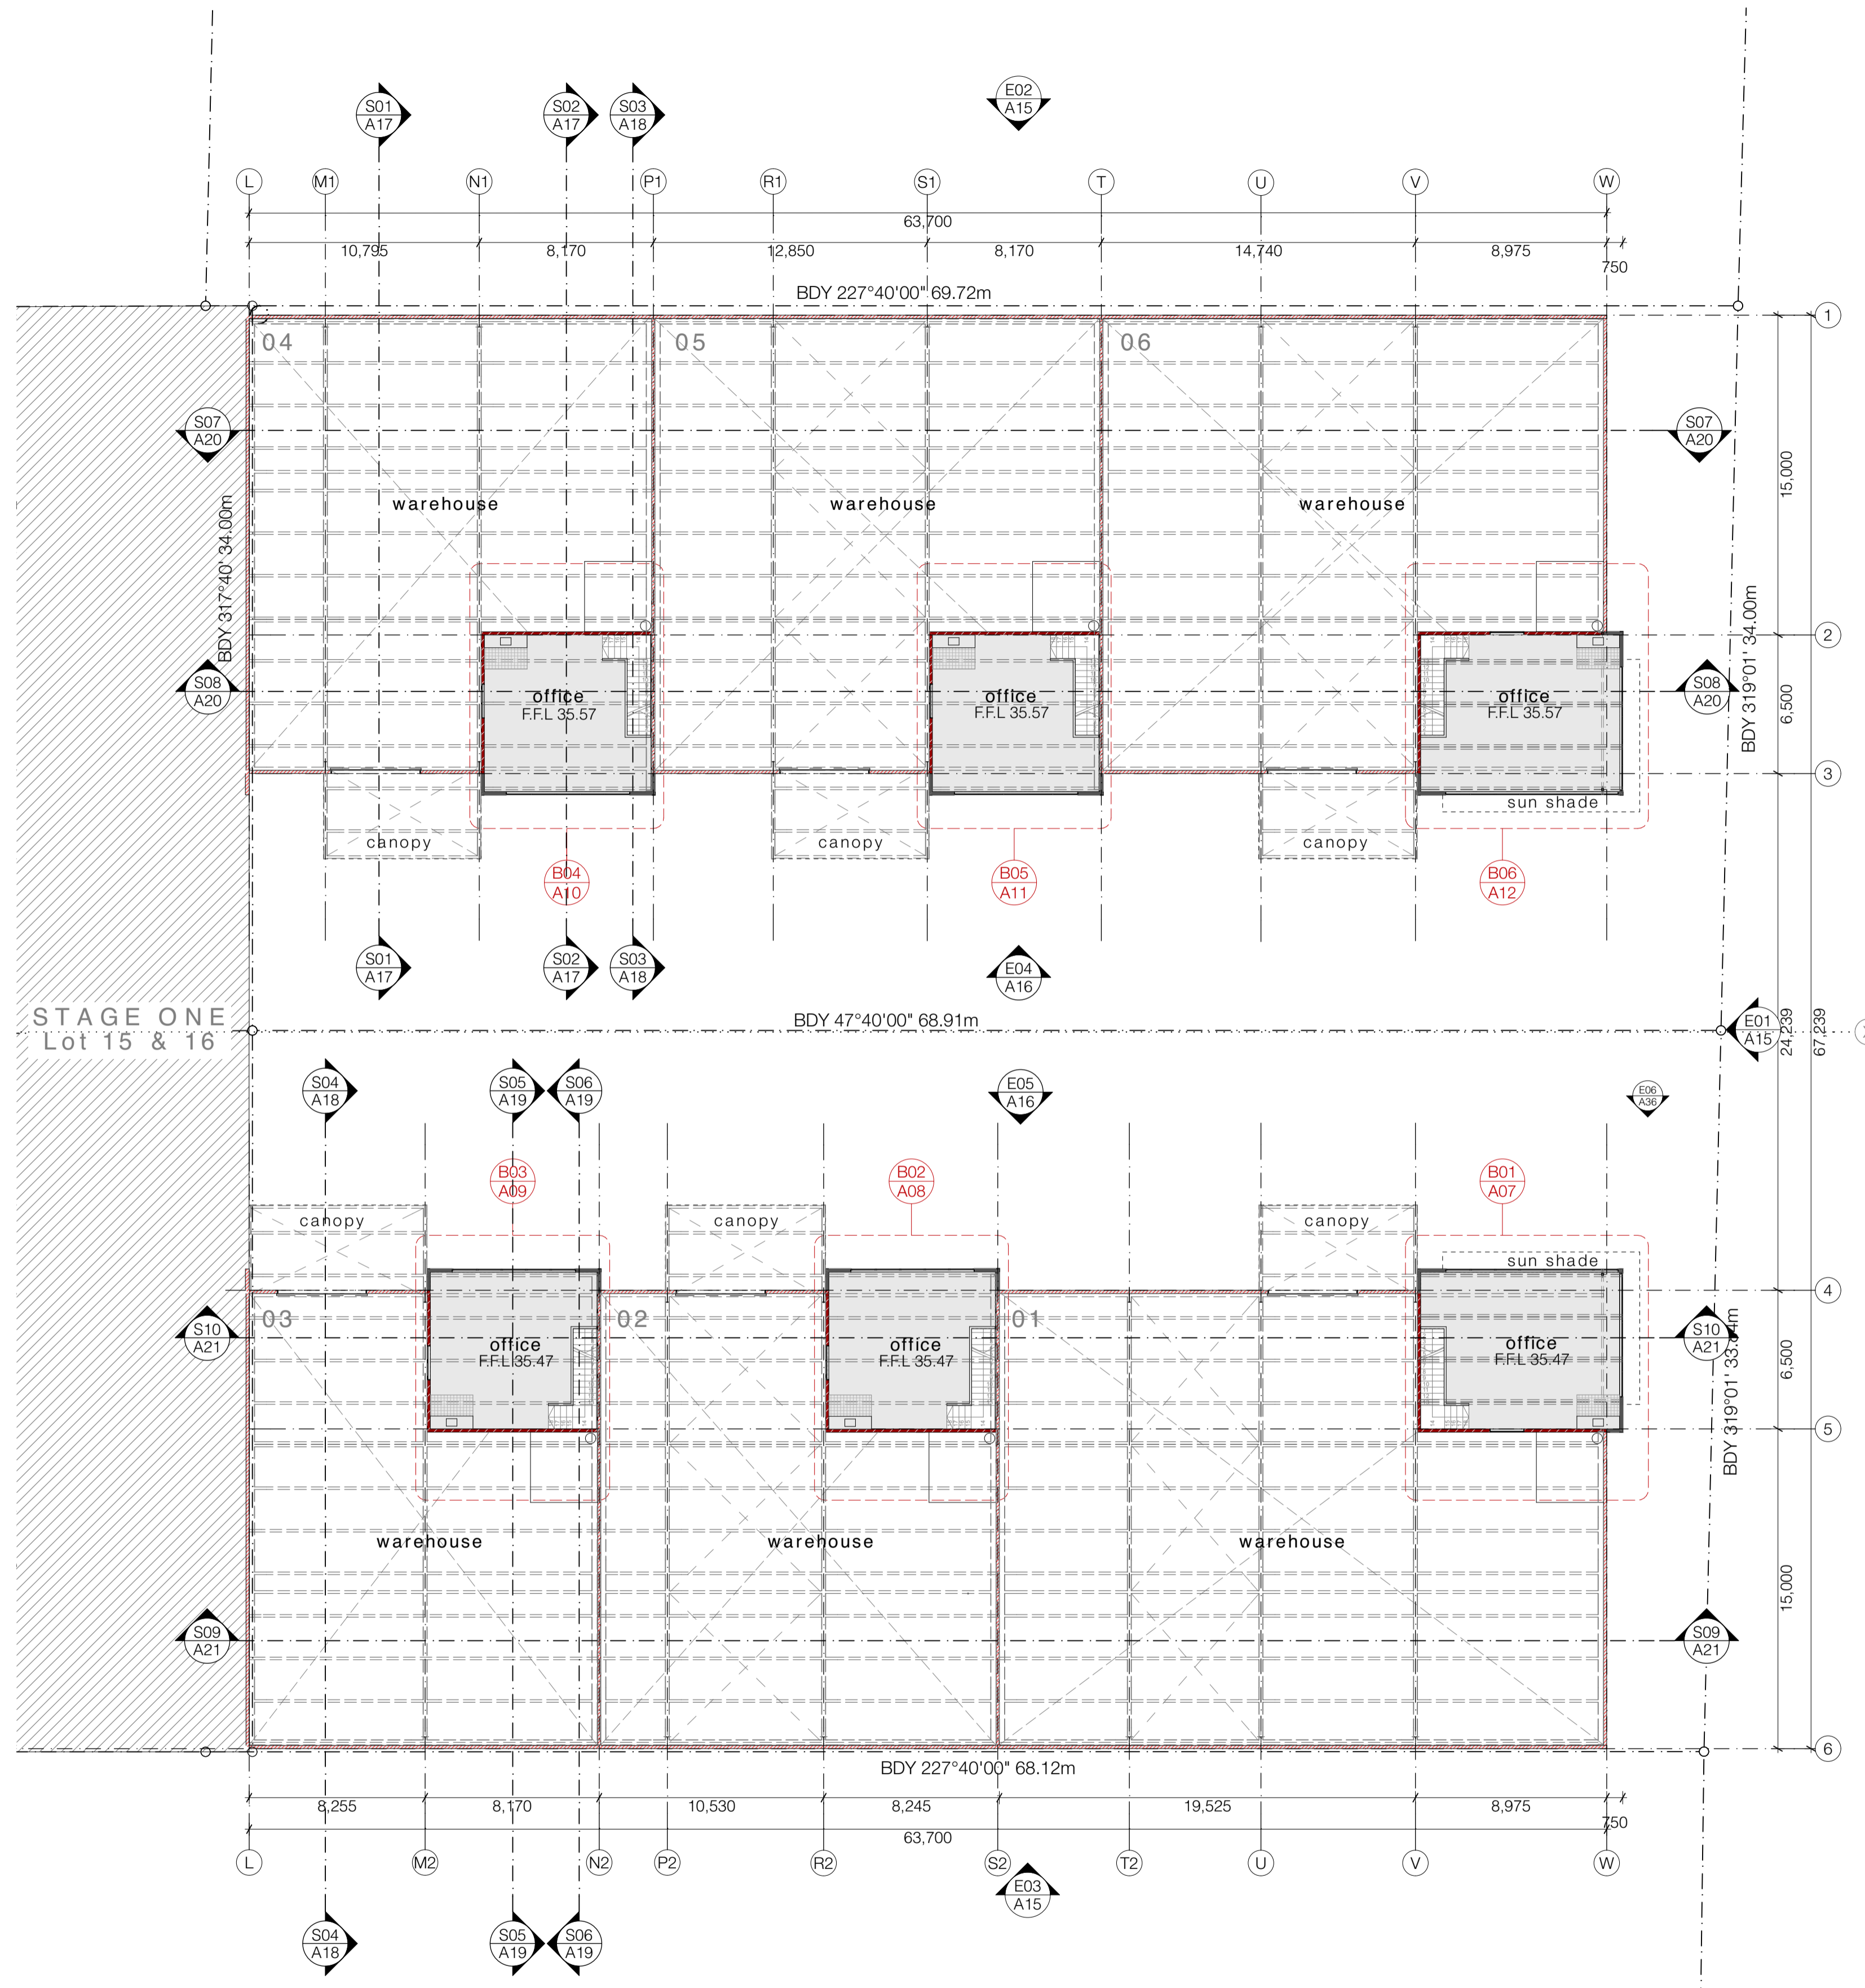 S01
A17
S02
A17
S03
A18
E02
A15
L
M1
N1
P1
R1
S1
T
U
V
W
63,700
10,795
8,170
12,850
8,170
14,740
8,975
750
BDY 227°40'00" 69.72m
1
04
05
06
S07
A20
S07
A20
15,000
warehouse
warehouse
warehouse
BDY 317°40' 34.00m
2
S08
A20
office
F.F.L 35.57
office
F.F.L 35.57
office
F.F.L 35.57
S08
A20
BDY 319°01' 34.00m
6,500
3
sun shade
canopy
canopy
canopy
B04
A10
B05
A11
B06
A12
S01
A17
S02
A17
S03
A18
E04
A16
STAGE ONE
Lot 15 & 16
BDY 47°40'00" 68.91m
E01
A15
24,239
67,239
S04
A18
S05
A19
S06
A19
E05
A16
E06
A36
B03
A09
B02
A08
B01
A07
canopy
canopy
canopy
sun shade
4
03
02
01
S10
A21
office
F.F.L 35.47
office
F.F.L 35.47
office
F.F.L 35.47
S10
A21
6,500
5
warehouse
warehouse
warehouse
15,000
S09
A21
S09
A21
6
BDY 227°40'00" 68.12m
8,255
8,170
10,530
8,245
19,525
8,975
750
63,700
L
M2
N2
P2
R2
S2
T2
U
V
W
E03
A15
S04
A18
S05
A19
S06
A19